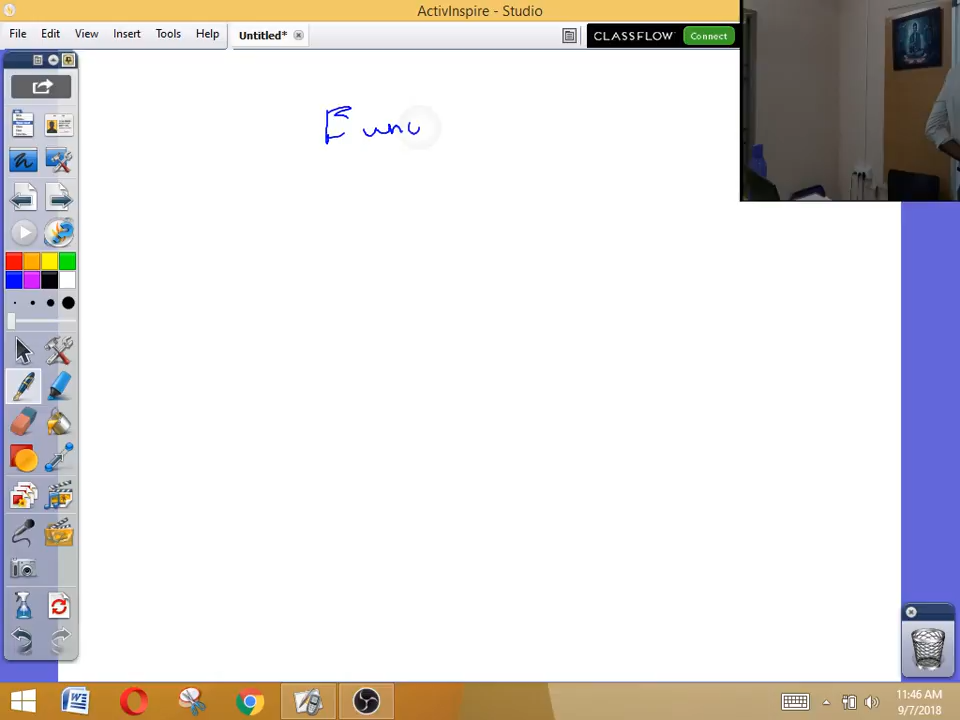 ActivInspire - Studio
File Edit View Insert Tools Help Untitled* CLASSFLOW Connect
Func
11:46 AM
9/7/2018